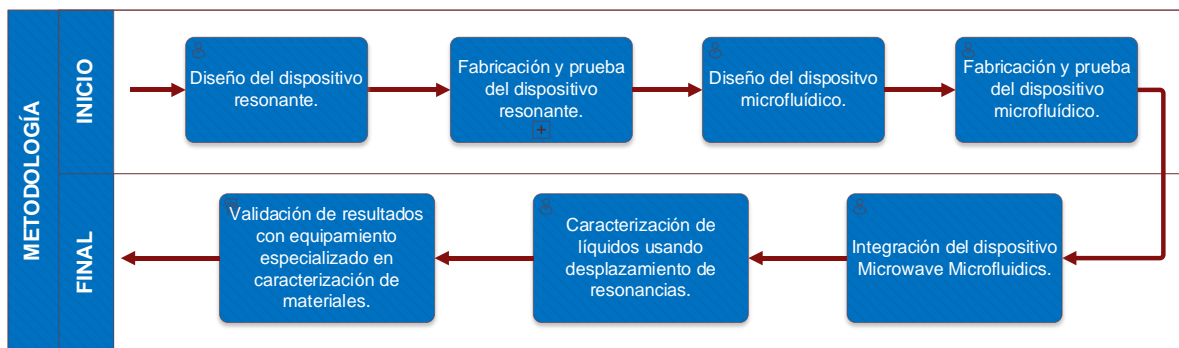 METODOLOGÍA
INICIO
Diseño del dispositivo
resonante.
Fabricación y prueba
del dispositivo
resonante.
Diseño del dispositvo
microfluídico.
Fabricación y prueba
del dispositivo
microfluídico.
FINAL
Validación de resultados
con equipamiento
especializado en
caracterización de
materiales.
Caracterización de
líquidos usando
desplazamiento de
resonancias.
Integración del dispositivo
Microwave Microfluidics.